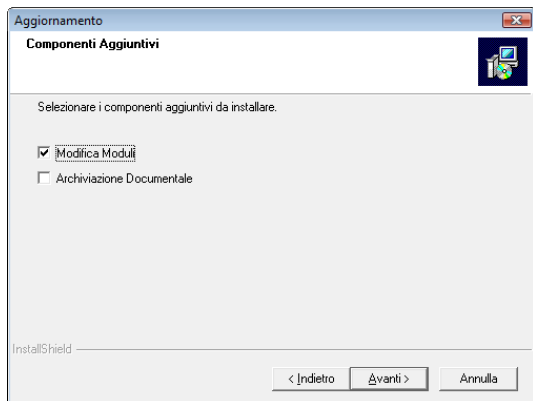 Aggiornamento
Componenti Aggiuntivi
Selezionare i componenti aggiuntivi da installare.
Modifica Moduli
Archiviazione Documentale
InstallShield
< Indietro
Avanti >
Annulla